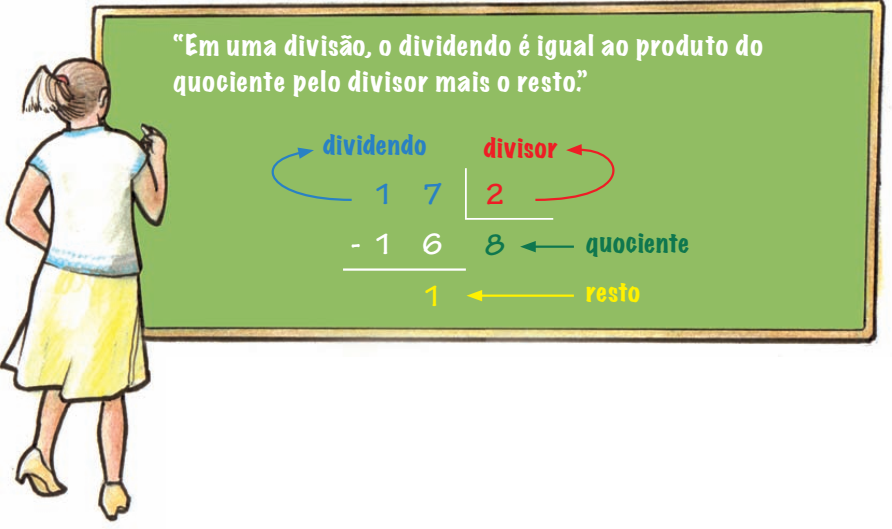 “Em uma divisão, o dividendo é igual ao produto do
quociente pelo divisor mais o resto.”
dividendo divisor
1 7 2
- 1 6 8 quociente
1 resto